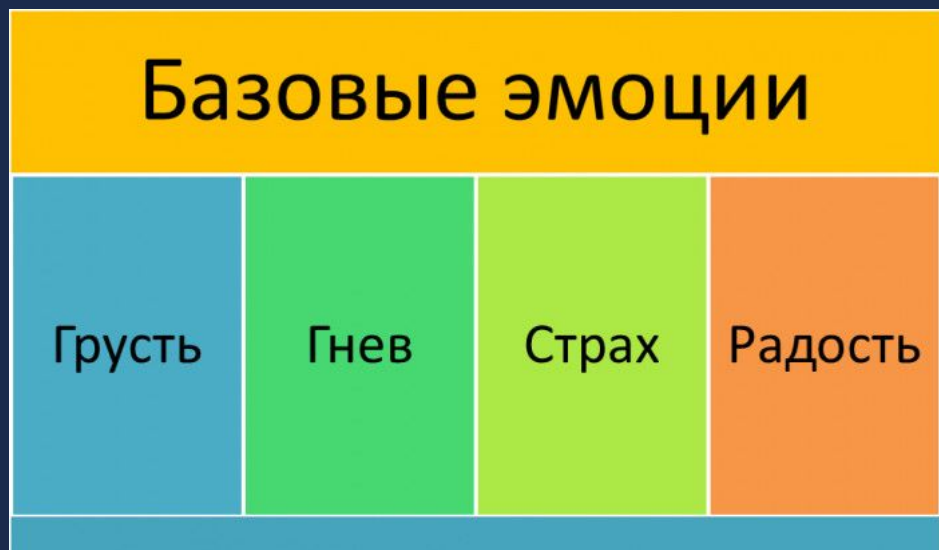 Базовые эмоции
Грусть
Гнев
Страх
Радость